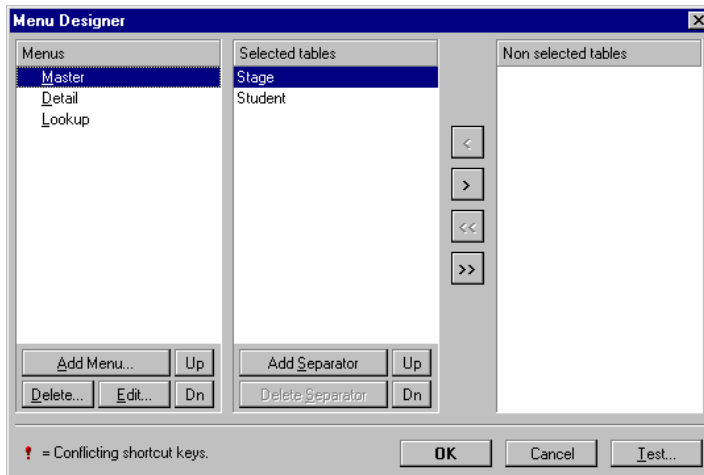 Menu Designer
Menus
Master
Detail
Lookup
Add Menu...
Up
Delete...
Edit...
Dn
Selected tables
Stage
Student
Add Separator
Up
Delete Separator
Dn
<
>
<<
>>
Non selected tables
! = Conflicting shortcut keys.
OK
Cancel
Test...